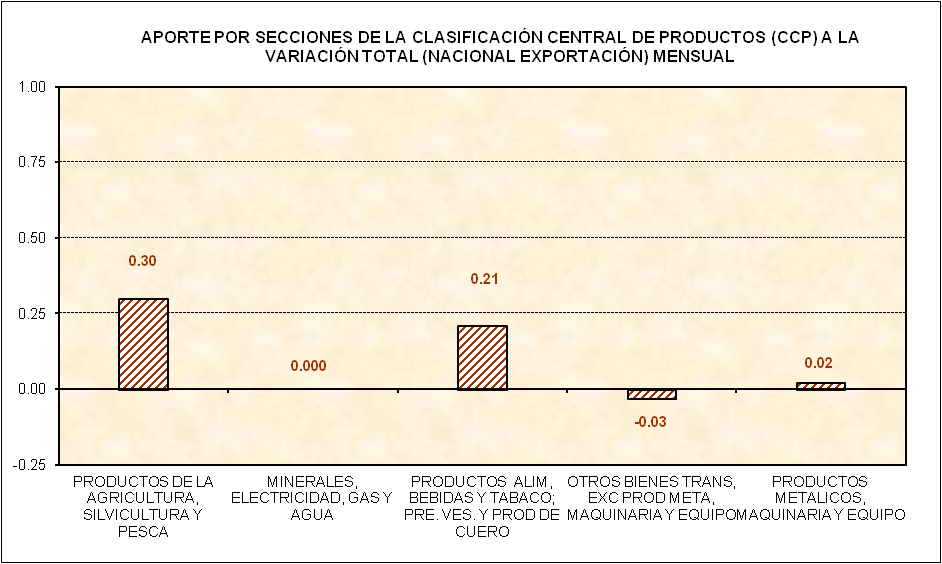 APORTE POR SECCIONES DE LA CLASIFICACIÓN CENTRAL DE PRODUCTOS (CCP) A LA
VARIACIÓN TOTAL (NACIONAL EXPORTACIÓN) MENSUAL
1.00
0.75
0.50
0.25
0.00
-0.25
0.30
0.000
0.21
-0.03
0.02
PRODUCTOS DE LA
AGRICULTURA,
SILVICULTURA Y
PESCA
MINERALES,
ELECTRICIDAD, GAS Y
AGUA
PRODUCTOS ALIM,
BEBIDAS Y TABACO;
PRE. VES. Y PROD DE
CUERO
OTROS BIENES TRANS,
EXC PROD META,
MAQUINARIA Y EQUIPO
PRODUCTOS
METALICOS,
MAQUINARIA Y EQUIPO